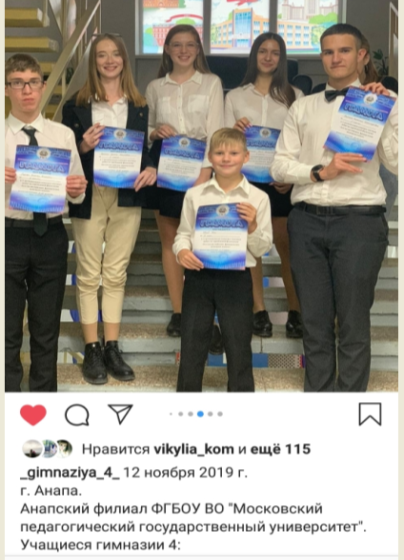 Нравится vikylia_kom и ещё 115
_gimnaziya_4_ 12 ноября 2019 г.
г. Анапа.
Анапский филиал ФГБОУ ВО "Московский
педагогический государственный университет".
Учащиеся гимназии 4: